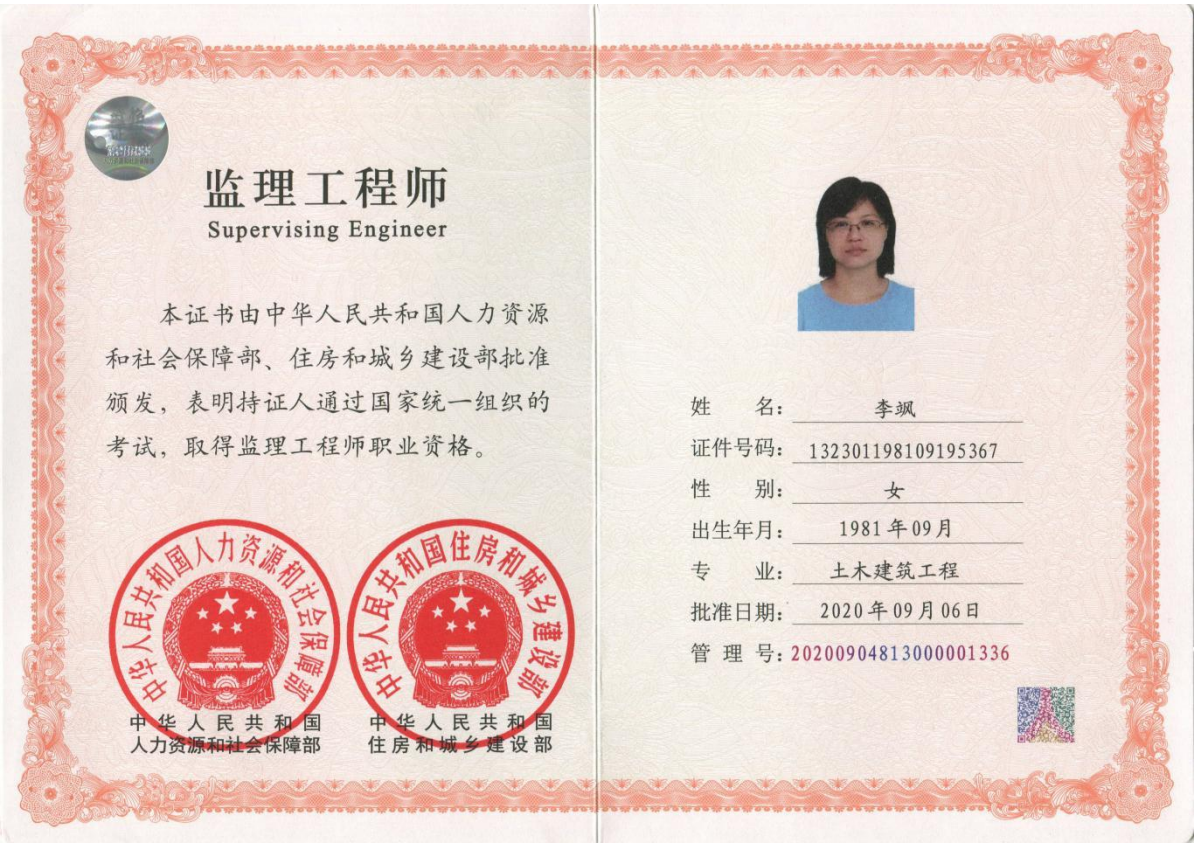 监理工程师
Supervising Engineer
本证书由中华人民共和国人力资源
和社会保障部、住房和城乡建设部批准
颁发，表明持证人通过国家统一组织的
考试，取得监理工程师职业资格。
中华人民共和国人力资源和社会保障部
中华人民共和国住房和城乡建设部
中华人民共和国
人力资源和社会保障部
中华人民共和国
住房和城乡建设部
姓名：李飒
证件号码：132301198109195367
性别：女
出生年月：1981年09月
专业：土木建筑工程
批准日期：2020年09月06日
管理号：20200904813000001336